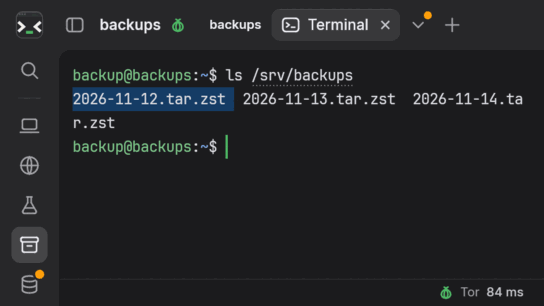 backups
backups
Terminal
backup@backups:~$ ls /srv/backups
2026-11-12.tar.zst 2026-11-13.tar.zst 2026-11-14.ta
r.zst
backup@backups:~$
Tor 84 ms